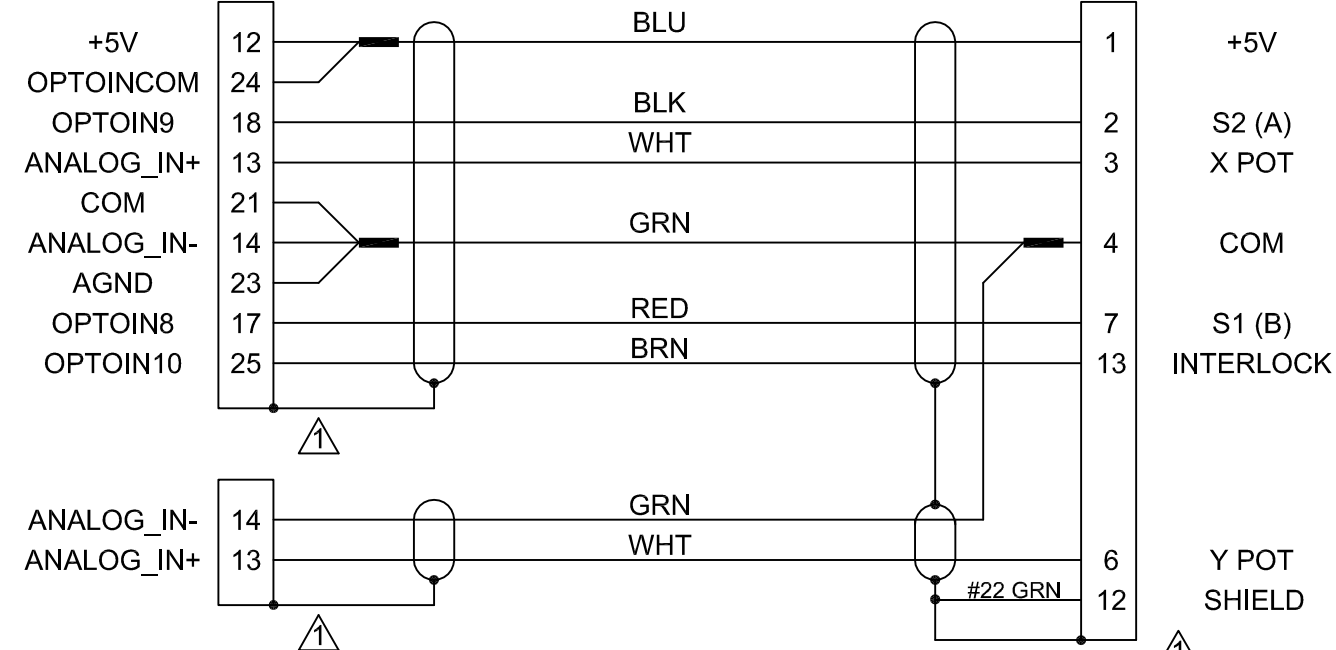 BLU
+5V 12 1 +5V
OPTOINCOM 24
BLK
OPTOIN9 18 2 S2 (A)
WHT
ANALOG_IN+ 13 3 X POT
COM 21
GRN
ANALOG_IN- 14 4 COM
AGND 23
RED
OPTOIN8 17 7 S1 (B)
BRN
OPTOIN10 25 13 INTERLOCK
1
GRN
ANALOG_IN- 14
WHT
ANALOG_IN+ 13 6 Y POT
#22 GRN 12 SHIELD
1
1